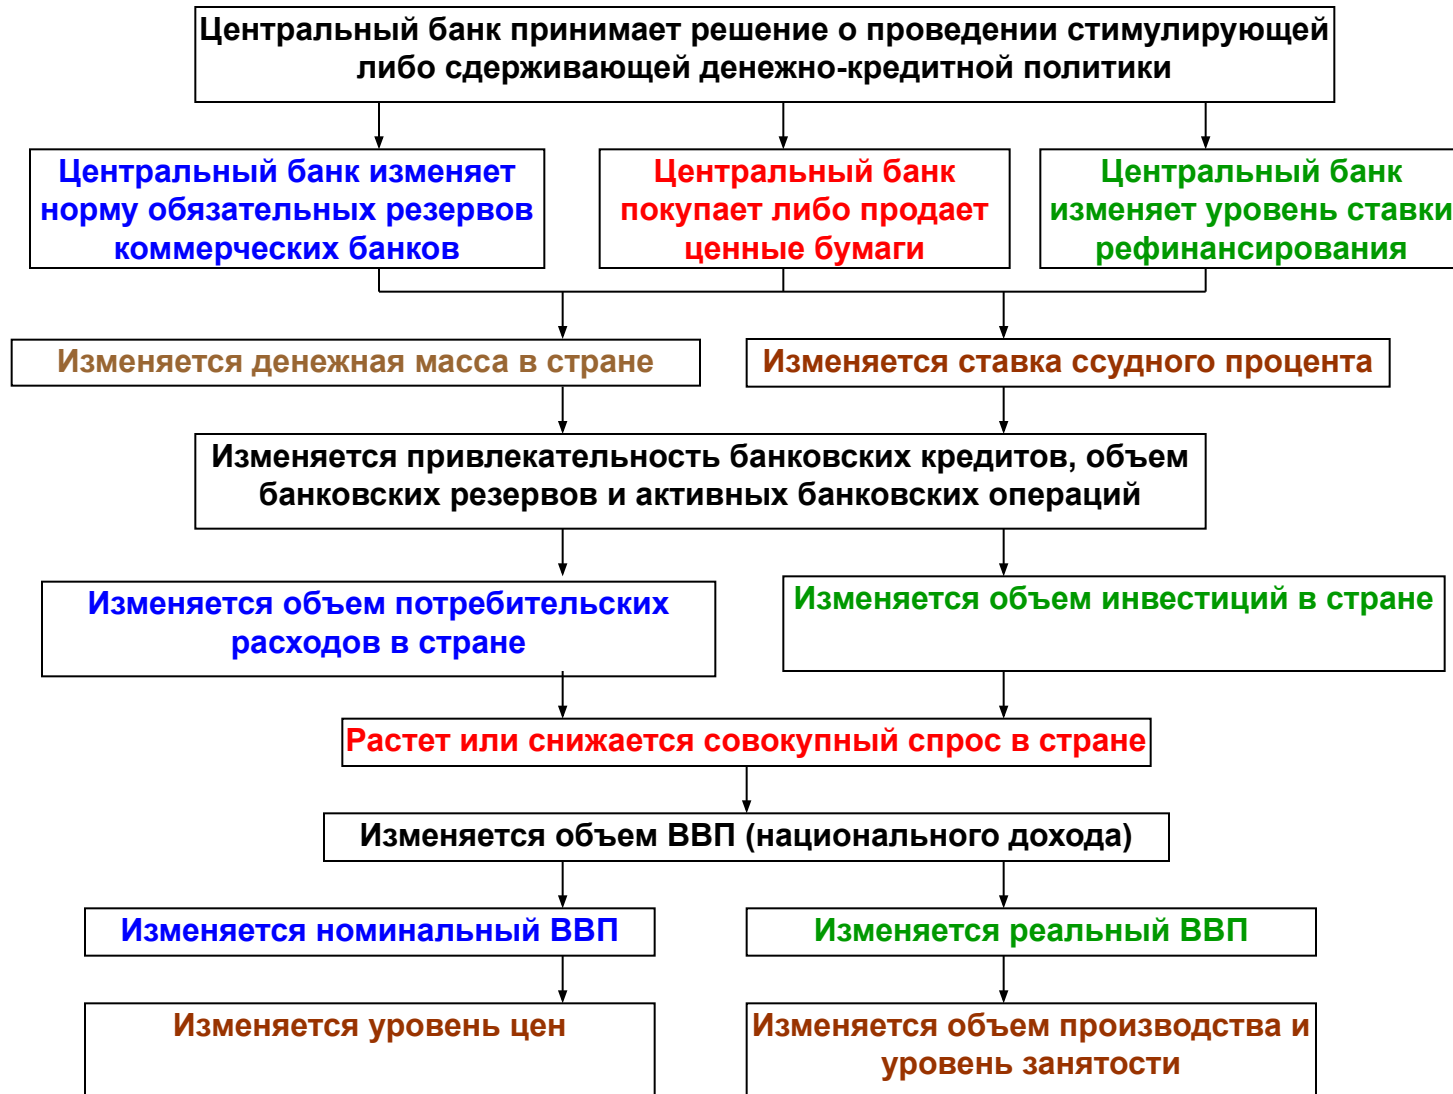 Центральный банк принимает решение о проведении стимулирующей
либо сдерживающей денежно-кредитной политики
Центральный банк изменяет
норму обязательных резервов
коммерческих банков
Центральный банк
покупает либо продает
ценные бумаги
Центральный банк
изменяет уровень ставки
рефинансирования
Изменяется денежная масса в стране
Изменяется ставка ссудного процента
Изменяется привлекательность банковских кредитов, объем
банковских резервов и активных банковских операций
Изменяется объем потребительских
расходов в стране
Изменяется объем инвестиций в стране
Растет или снижается совокупный спрос в стране
Изменяется объем ВВП (национального дохода)
Изменяется номинальный ВВП
Изменяется реальный ВВП
Изменяется уровень цен
Изменяется объем производства и
уровень занятости